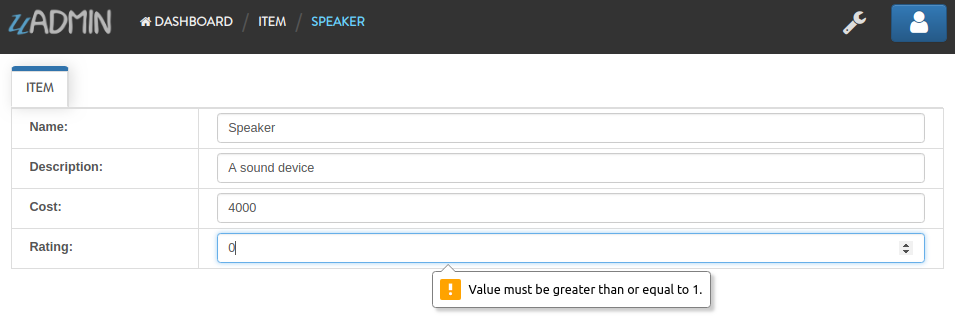 uADMIN DASHBOARD / ITEM / SPEAKER
ITEM
Name: Speaker
Description: A sound device
Cost: 4000
Rating: 0
! Value must be greater than or equal to 1.